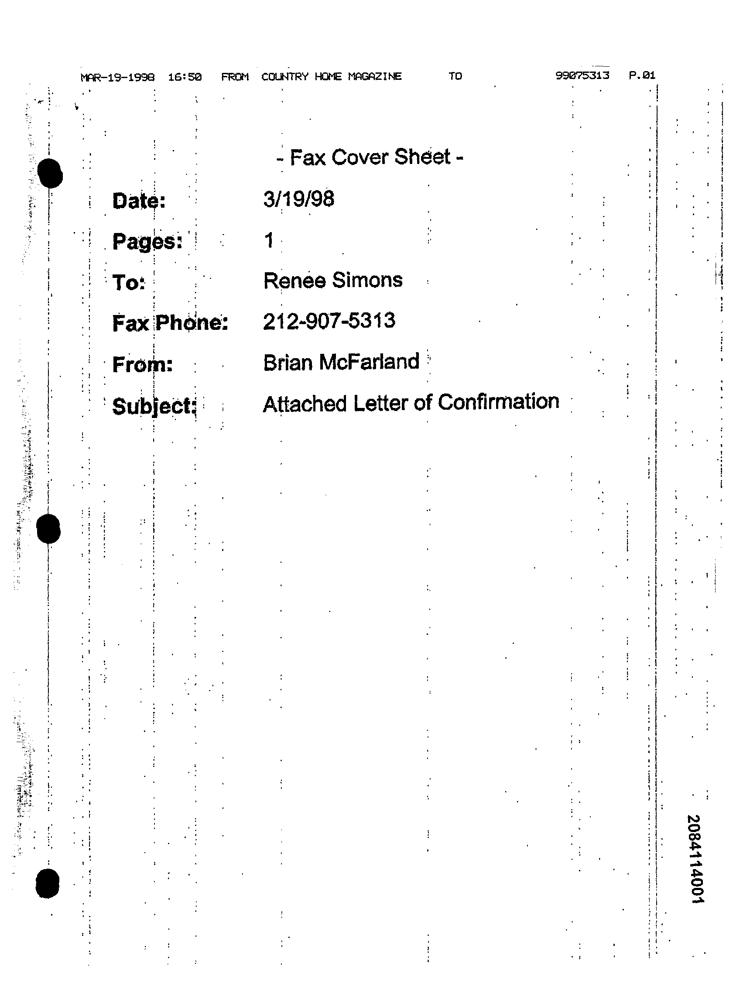 MAR-19-1998 16:50 FROM COUNTRY HOME MAGAZINE TO 99075313 P.01
- Fax Cover Sheet -
Date: 3/19/98
Pages: 1
To: Renee Simons
Fax Phone: 212-907-5313
From: Brian McFarland
Subject: Attached Letter of Confirmation
2084114001